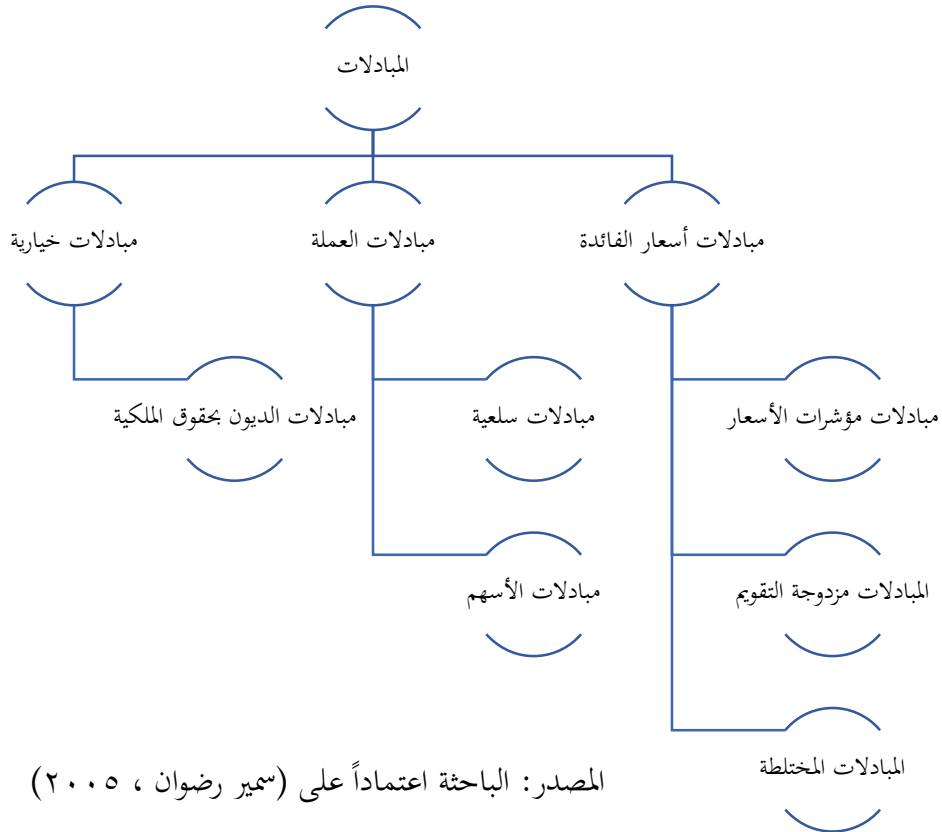 المبادلات
مبادلات أسعار الفائدة
مبادلات العملة
مبادلات خيارية
مبادلات مؤشرات الأسعار
مبادلات سلعية
مبادلات الديون بحقوق الملكية
المبادلات مزدوجة التقويم
مبادلات الأسهم
المبادلات المختلطة
المصدر: الباحثة اعتماداً على (سمير رضوان ، ٢٠٠٥)